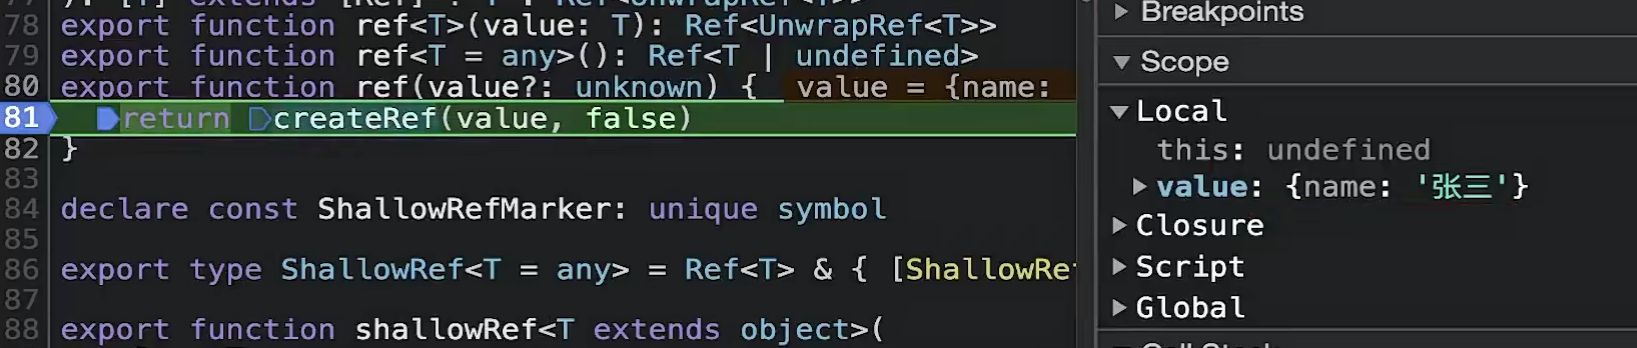 78 export function ref<T>(value: T): Ref<UnwrapRef<T>>
79 export function ref<T = any>(): Ref<T | undefined>
80 export function ref(value?: unknown) { value = {name:
81 return createRef(value, false)
82 }
83
84 declare const ShallowRefMarker: unique symbol
85
86 export type ShallowRef<T = any> = Ref<T> & { [ShallowRe
87
88 export function shallowRef<T extends object>(
Breakpoints
Scope
Local
this: undefined
value: {name: '张三'}
Closure
Script
Global